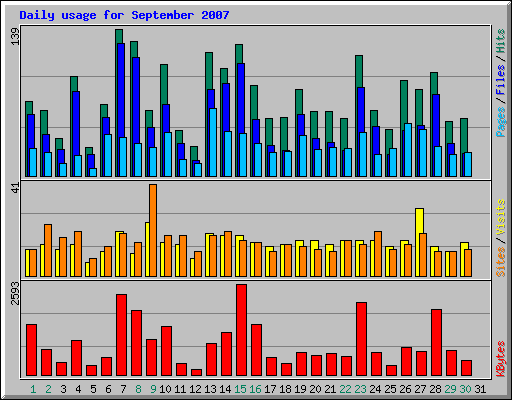 Daily usage for September 2007
139
Pages / Files / Hits
41
Sites / Visits
2593
KBytes
1 2 3 4 5 6 7 8 9 10 11 12 13 14 15 16 17 18 19 20 21 22 23 24 25 26 27 28 29 30 31